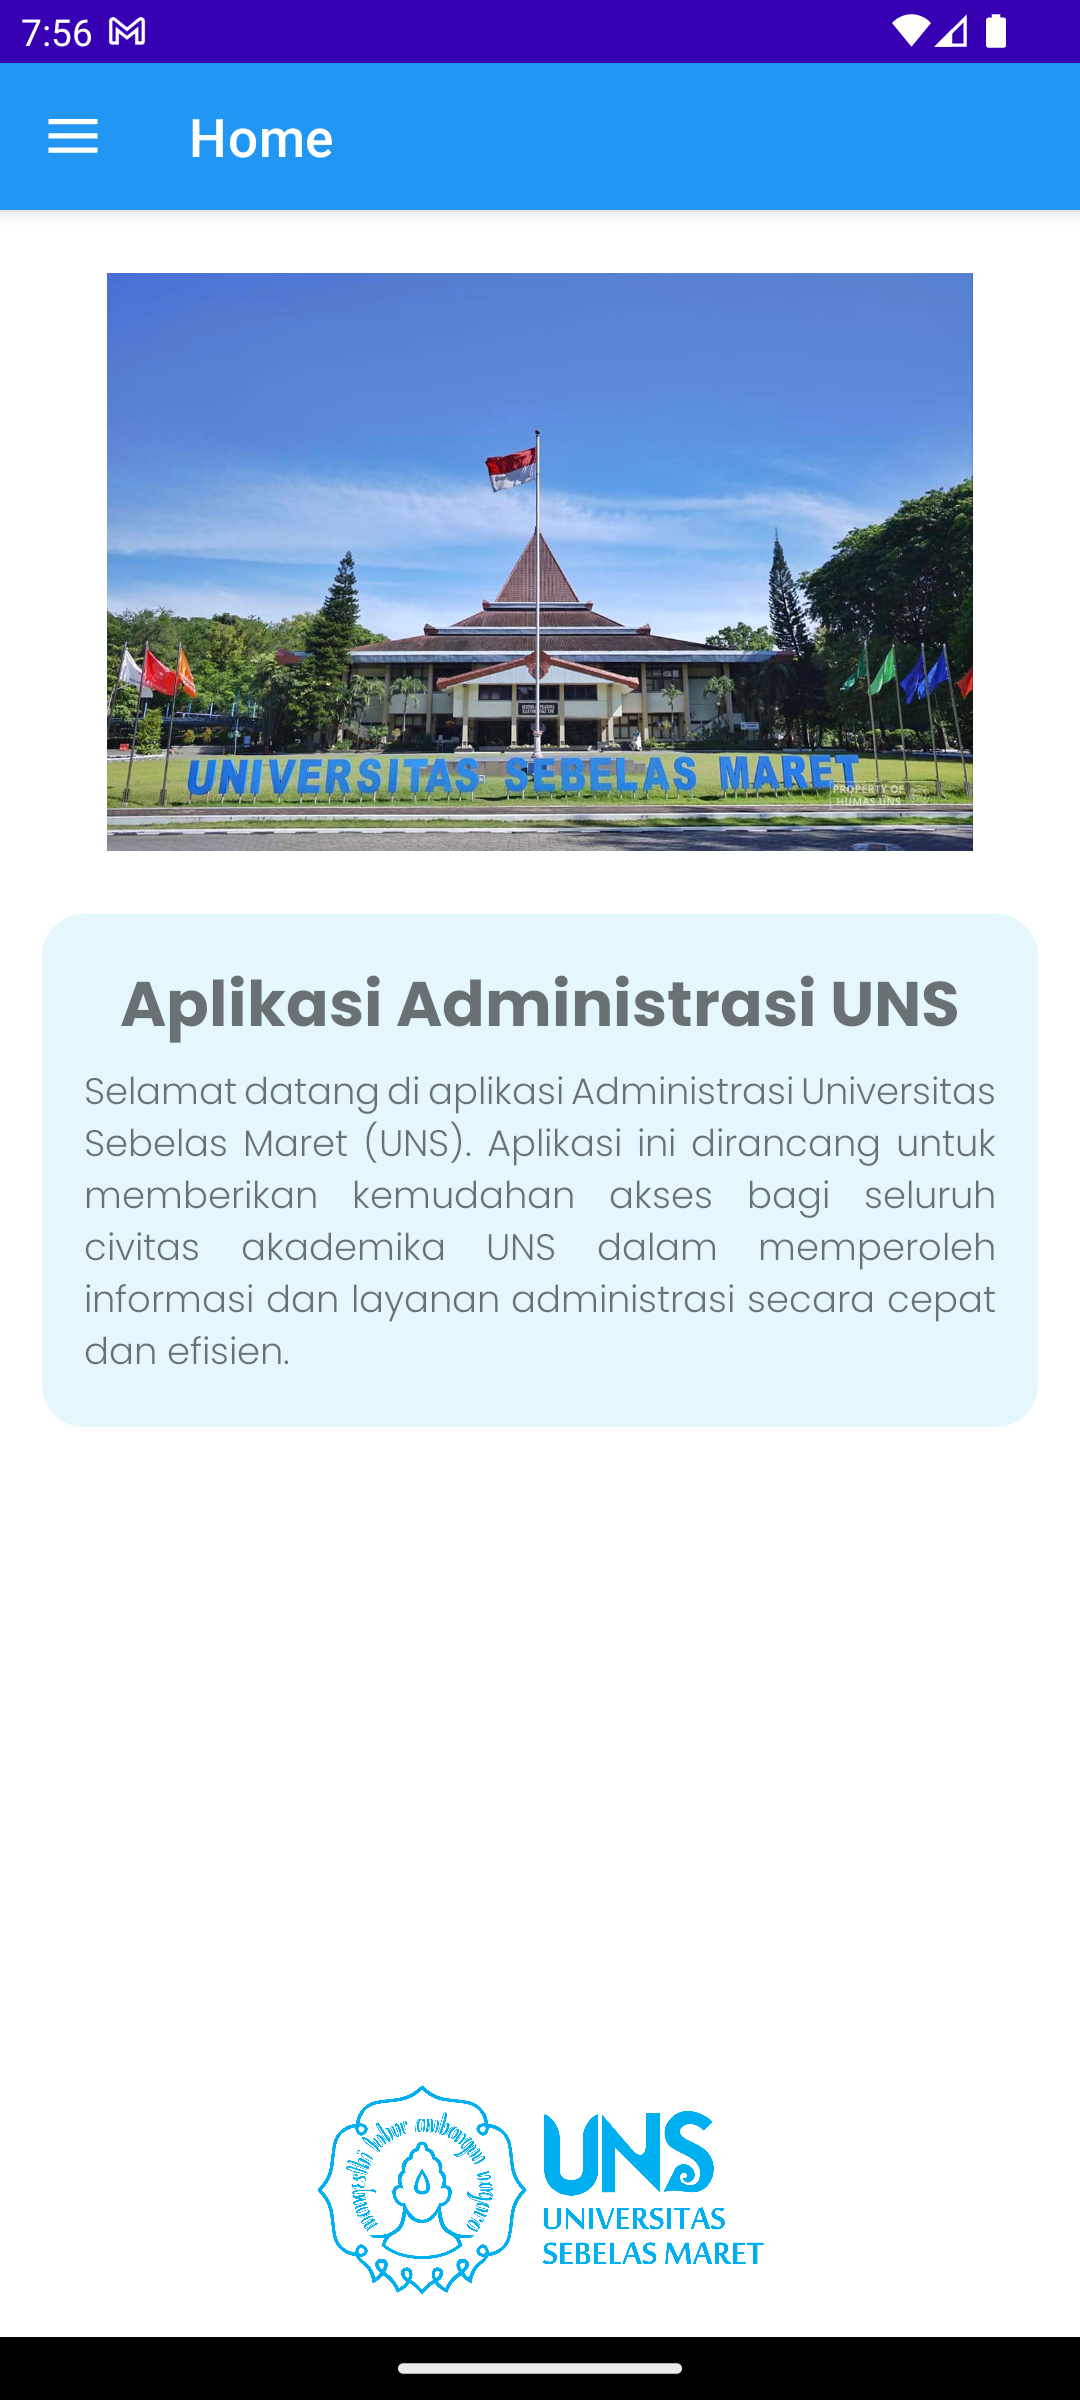 7:56
Home
UNIVERSITAS SEBELAS MARET
PROPERTY OF
HUMAS UNS
Aplikasi Administrasi UNS
Selamat datang di aplikasi Administrasi Universitas
Sebelas Maret (UNS). Aplikasi ini dirancang untuk
memberikan kemudahan akses bagi seluruh
civitas akademika UNS dalam memperoleh
informasi dan layanan administrasi secara cepat
dan efisien.
UNS
UNIVERSITAS
SEBELAS MARET